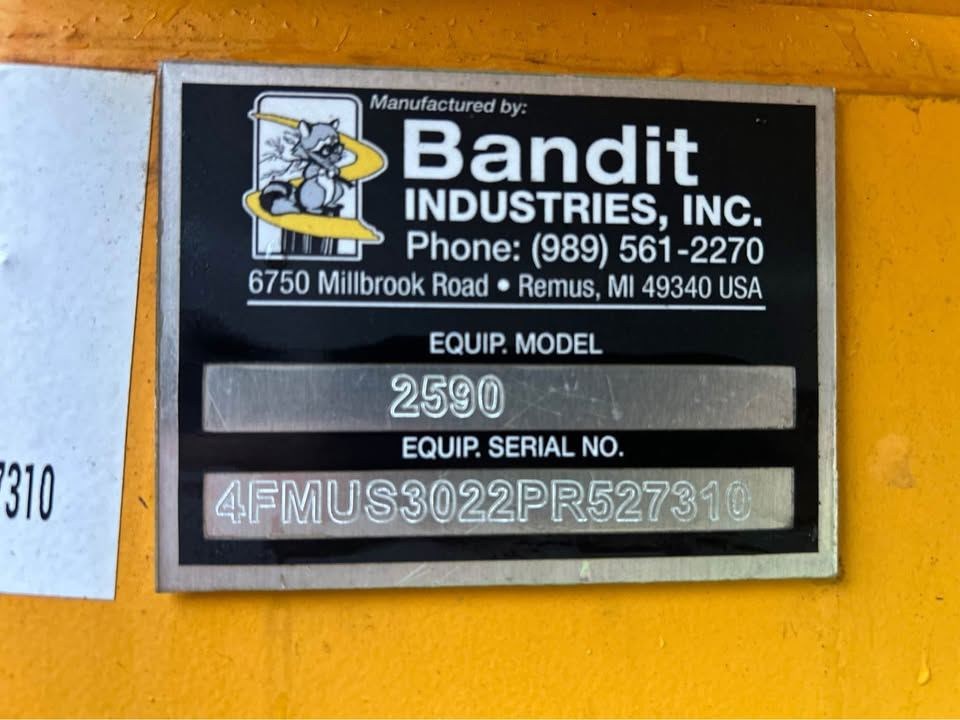 Manufactured by:
Bandit
INDUSTRIES, INC.
Phone: (989) 561-2270
6750 Millbrook Road • Remus, MI 49340 USA
EQUIP. MODEL
2590
EQUIP. SERIAL NO.
4FMUS3022PR527310
7310